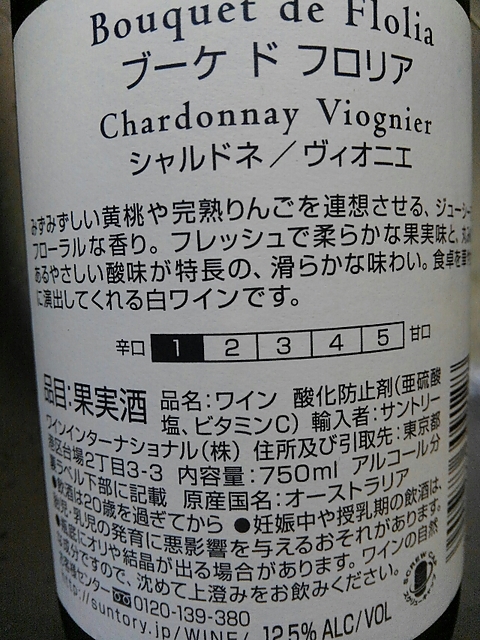 Bouquet de Flolia
ブーケ ド フロリア
Chardonnay Viognier
シャルドネ／ヴィオニエ
みずみずしい黄桃や完熟りんごを連想させる、ジューシー
フローラルな香り。フレッシュで柔らかな果実味と、丸み
あるやさしい酸味が特長の、滑らかな味わい。食卓を華
に演出してくれる白ワインです。
辛口 1 2 3 4 5 甘口
品目:果実酒 品名:ワイン 酸化防止剤(亜硫酸
塩、ビタミンC) 輸入者:サントリー
ワインインターナショナル(株) 住所及び引取先:東京都
港区台場2丁目3-3 内容量:750ml アルコール分
裏ラベル下部に記載 原産国名:オーストラリア
●飲酒は20歳を過ぎてから ●妊娠中や授乳期の飲酒は、
胎児・乳児の発育に悪影響を与えるおそれがあります。
●瓶底にオリや結晶が出る場合があります。ワインの自然
な成分ですので、沈めて上澄みをお飲みください。
お客様センター 0120-139-380
http://suntory.jp/WINE/ 12.5% ALC/VOL
SCREW CAP